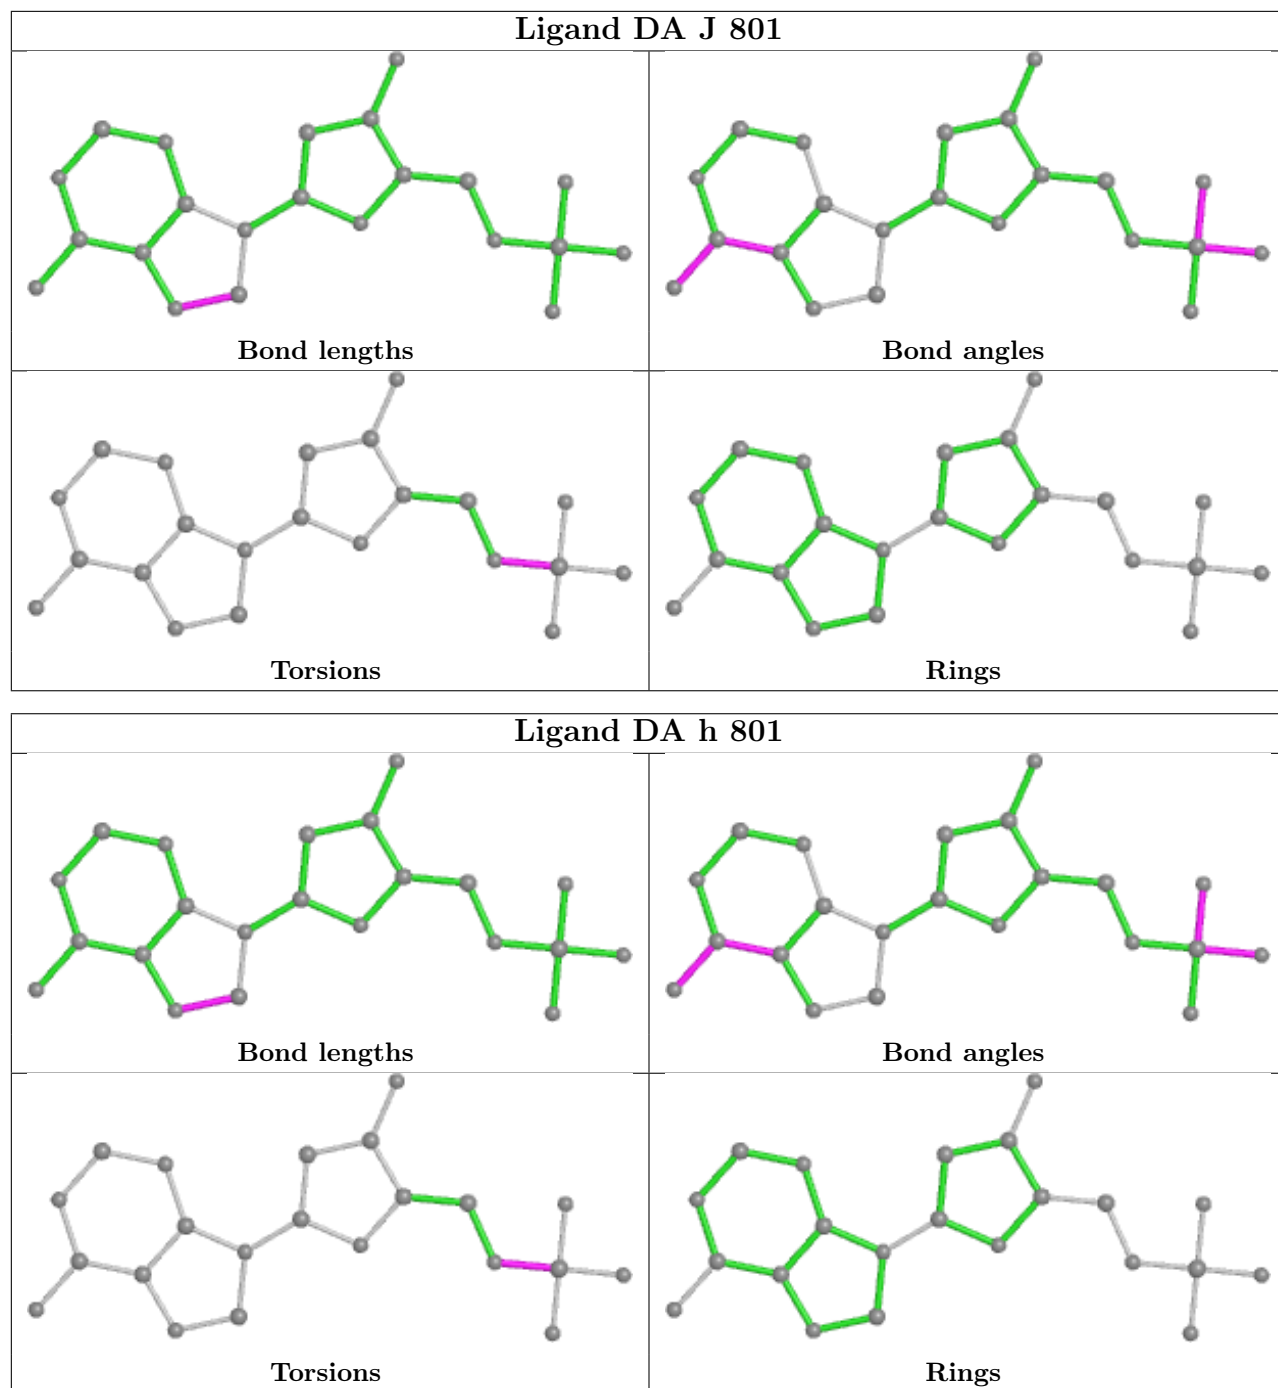 Ligand DA J 801
Bond lengths
Bond angles
Torsions
Rings
Ligand DA h 801
Bond lengths
Bond angles
Torsions
Rings